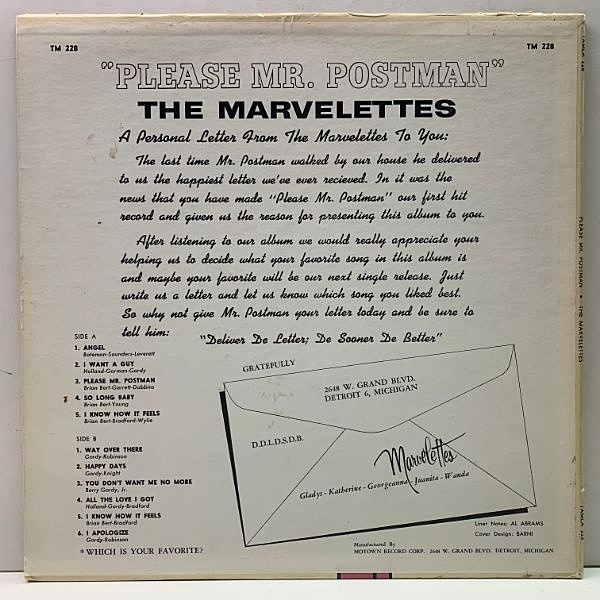 TM 228
TM 228
"PLEASE MR. POSTMAN"
THE MARVELETTES
A Personal Letter From The Marvelettes To You:
The last time Mr. Postman walked by our house he delivered
to us the happiest letter we've ever recieved. In it was the
news that you have made "Please Mr. Postman" our first hit
record and given us the reason for presenting this album to you.
After listening to our album we would really appreciate your
helping us to decide what your favorite song in this album is
and maybe your favorite will be our next single release. Just
write us a letter and let us know which song you liked best.
So why not give Mr. Postman your letter today and be sure to
tell him:
"Deliver De Letter; De Sooner De Better"
SIDE A
1. ANGEL
Bateman-Saunders-Leverett
2. I WANT A GUY
Holland-Gorman-Gordy
3. PLEASE MR. POSTMAN
Brian Bert-Garrett-Dobbins
4. SO LONG BABY
Brian Bert-Young
5. I KNOW HOW IT FEELS
Brian Bert-Bradford-Wylie
SIDE B
1. WAY OVER THERE
Gordy-Robinson
2. HAPPY DAYS
Gordy-Knight
3. YOU DON'T WANT ME NO MORE
Berry Gordy, Jr.
4. ALL THE LOVE I GOT
Holland-Gordy-Bradford
5. I KNOW HOW IT FEELS
Brian Bert-Bradford
6. I APOLOGIZE
Gordy-Robinson
*WHICH IS YOUR FAVORITE?
GRATEFULLY
2648 W. GRAND BLVD.
DETROIT 6, MICHIGAN
D.D.L.D.S.D.B.
Marvelettes
Gladys - Katherine - Georgeanna - Juanita - Wanda
Liner Notes: AL ABRAMS
Cover Design: BARNI
Manufactured By
MOTOWN RECORD CORP. 2648 W. GRAND BLVD. DETROIT, MICHIGAN
TAMLA 228
PLEASE MR. POSTMAN * THE MARVELETTES
TAMLA 228